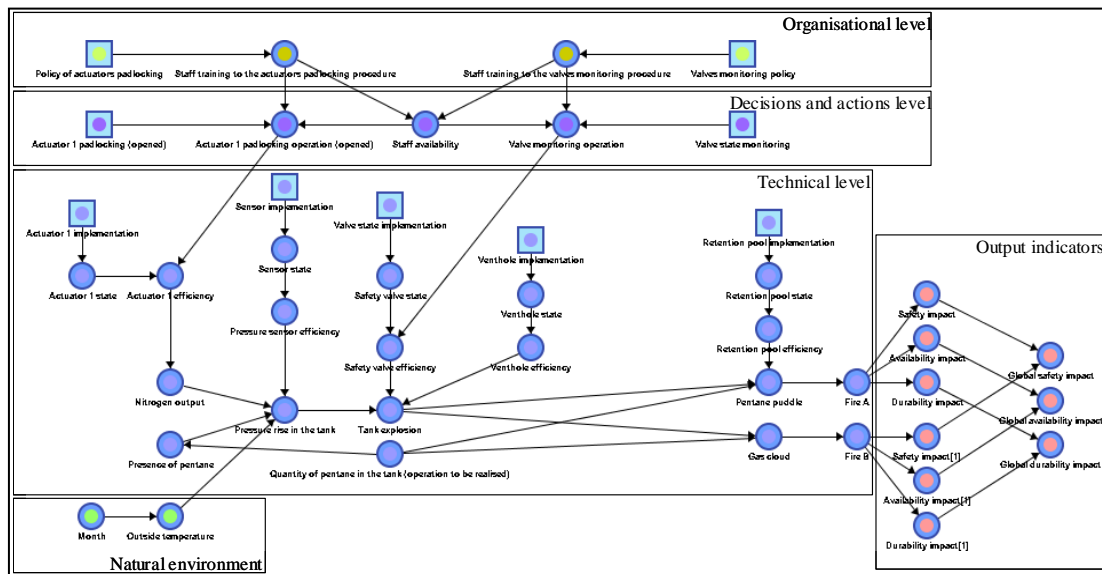 Organisational level
Policy of actuators padlocking
Staff training to the actuators padlocking procedure
Staff training to the valves monitoring procedure
Valves monitoring policy
Decisions and actions level
Actuator 1 padlocking (opened)
Actuator 1 padlocking operation (opened)
Staff availability
Valve monitoring operation
Valve state monitoring
Technical level
Sensor implementation
Actuator 1 implementation
Valve state implementation
Retention pool implementation
Venthole implementation
Output indicators
Sensor state
Actuator 1 state
Actuator 1 efficiency
Safety valve state
Retention pool state
Venthole state
Safety impact
Pressure sensor efficiency
Retention pool efficiency
Availability impact
Safety valve efficiency
Venthole efficiency
Global safety impact
Nitrogen output
Pentane puddle
Fire A
Durability impact
Pressure rise in the tank
Tank explosion
Global availability impact
Presence of pentane
Quantity of pentane in the tank (operation to be realised)
Gas cloud
Fire B
Safety impact[1]
Global durability impact
Availability impact[1]
Month
Outside temperature
Durability impact[1]
Natural environment